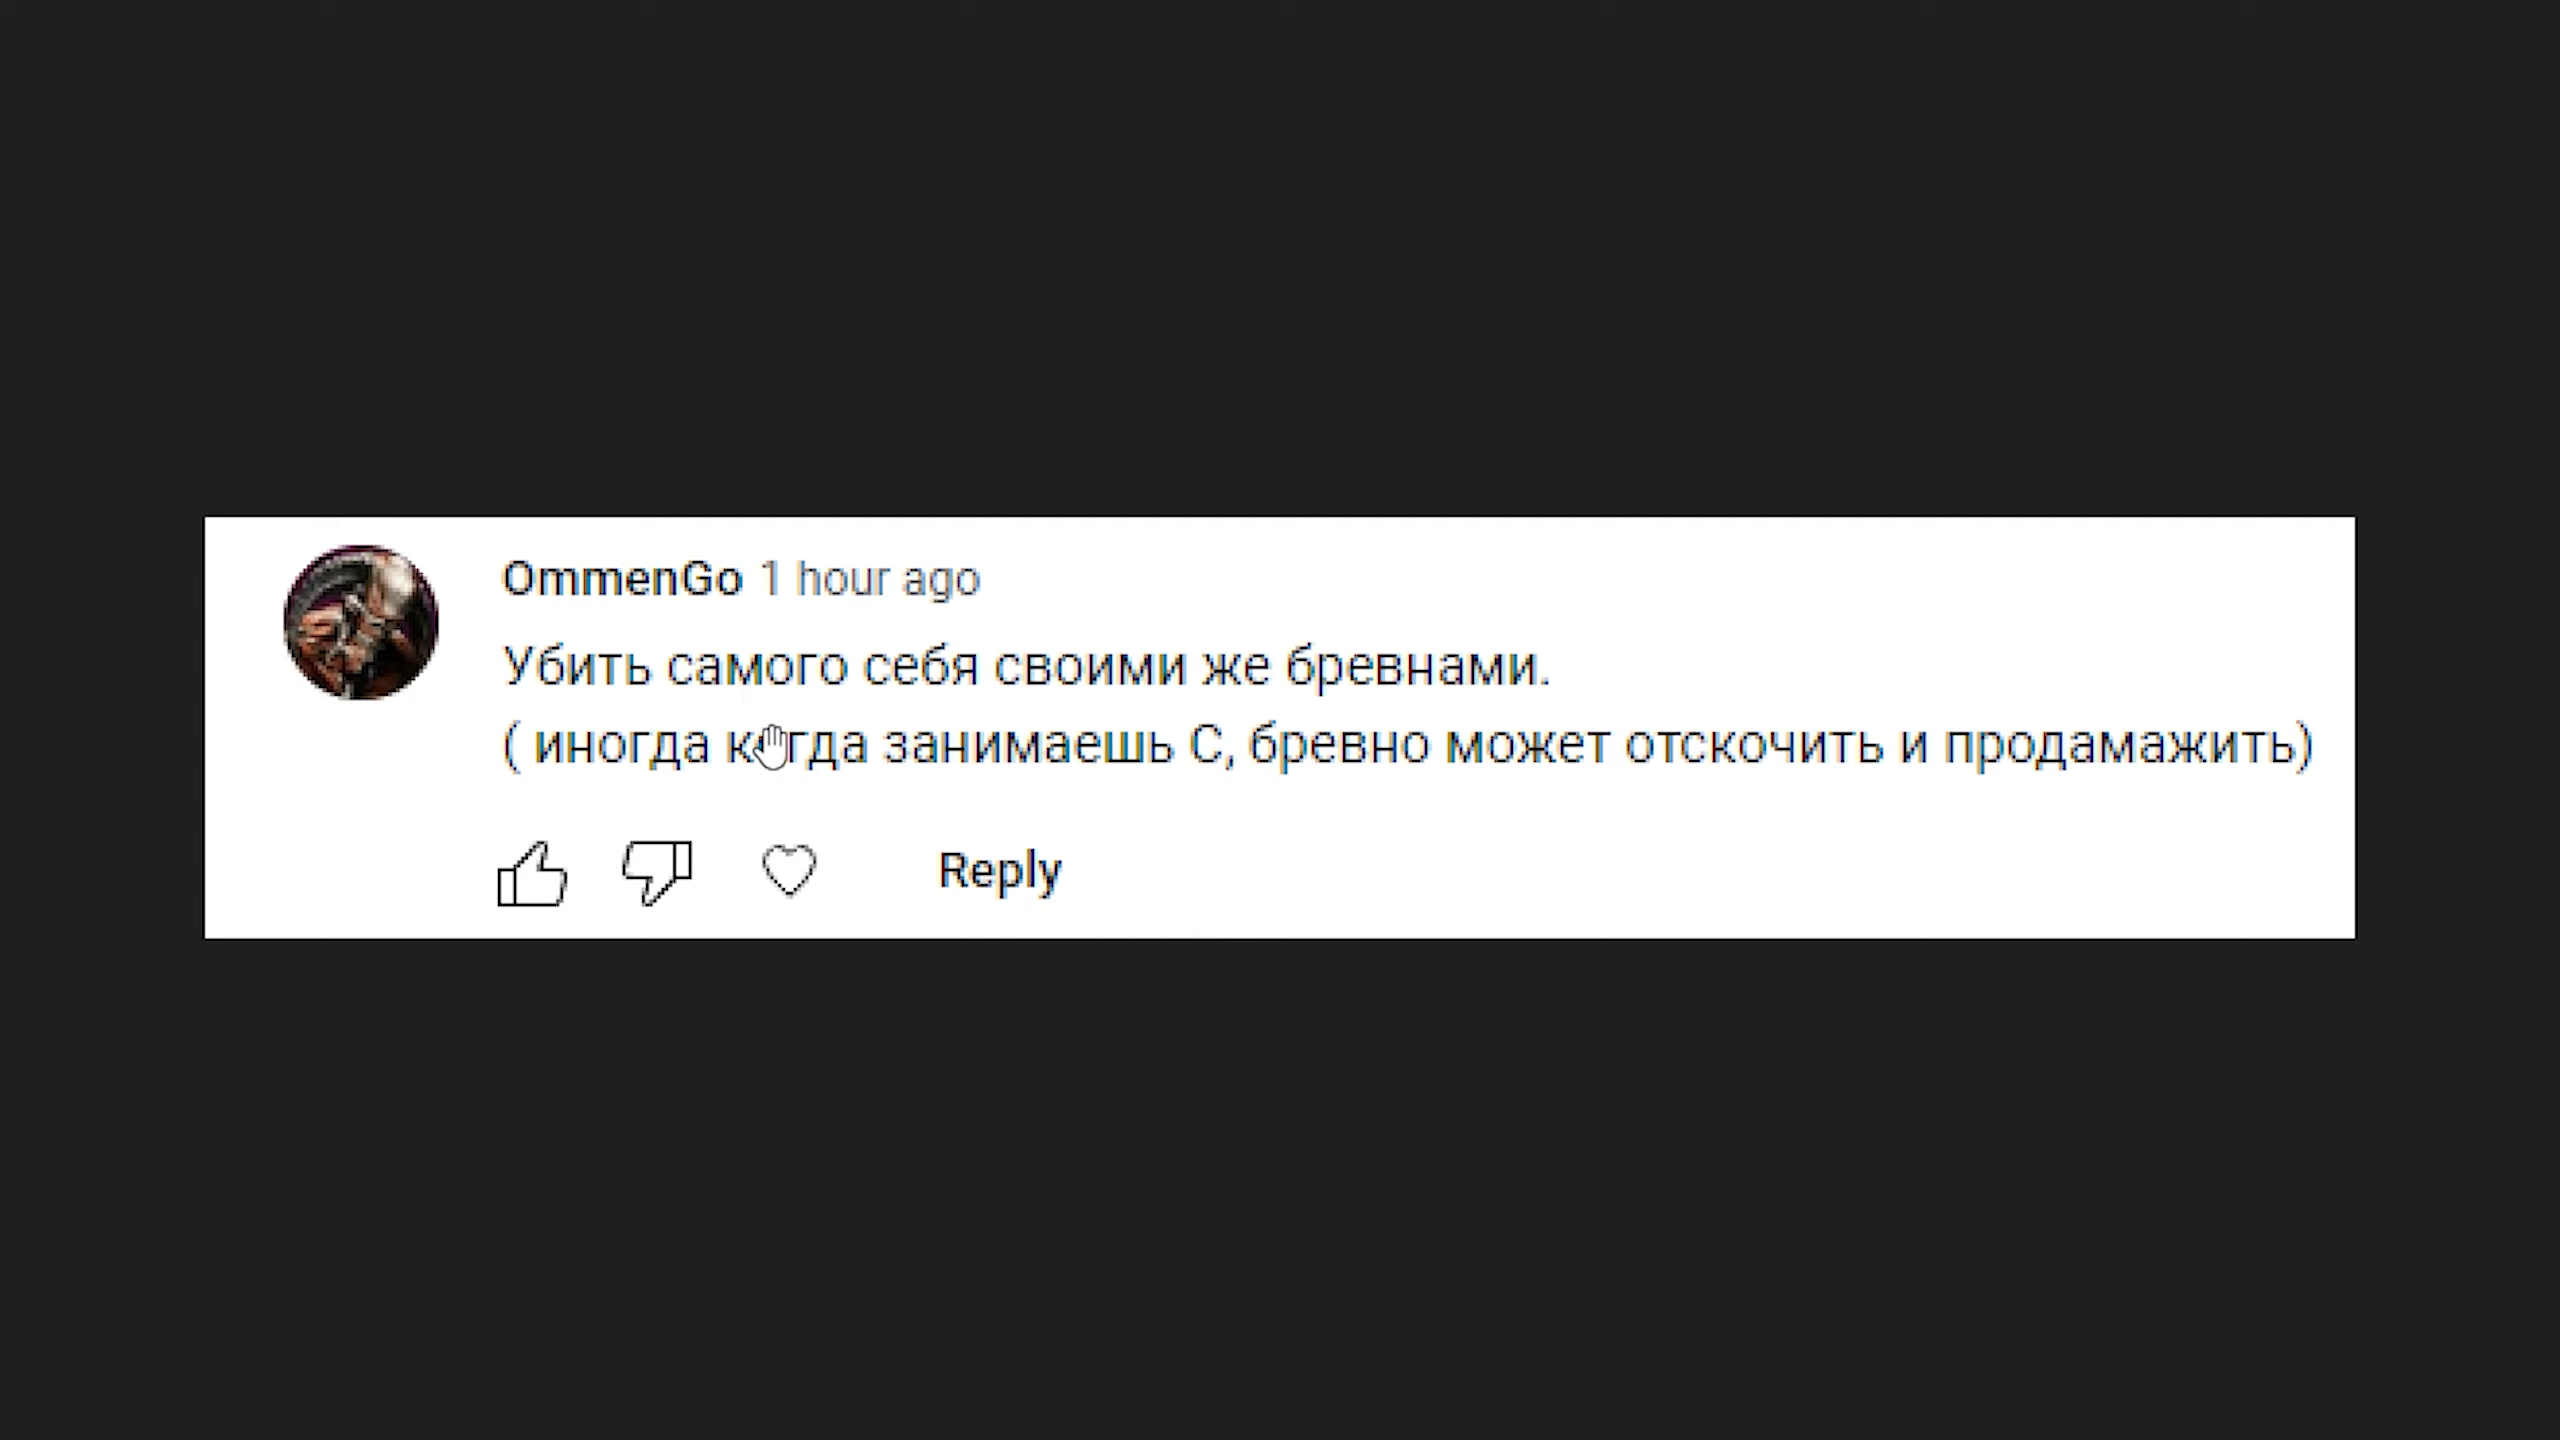 OmmenGo 1 hour ago
Убить самого себя своими же бревнами.
( иногда когда занимаешь С, бревно может отскочить и продамажить)
Reply